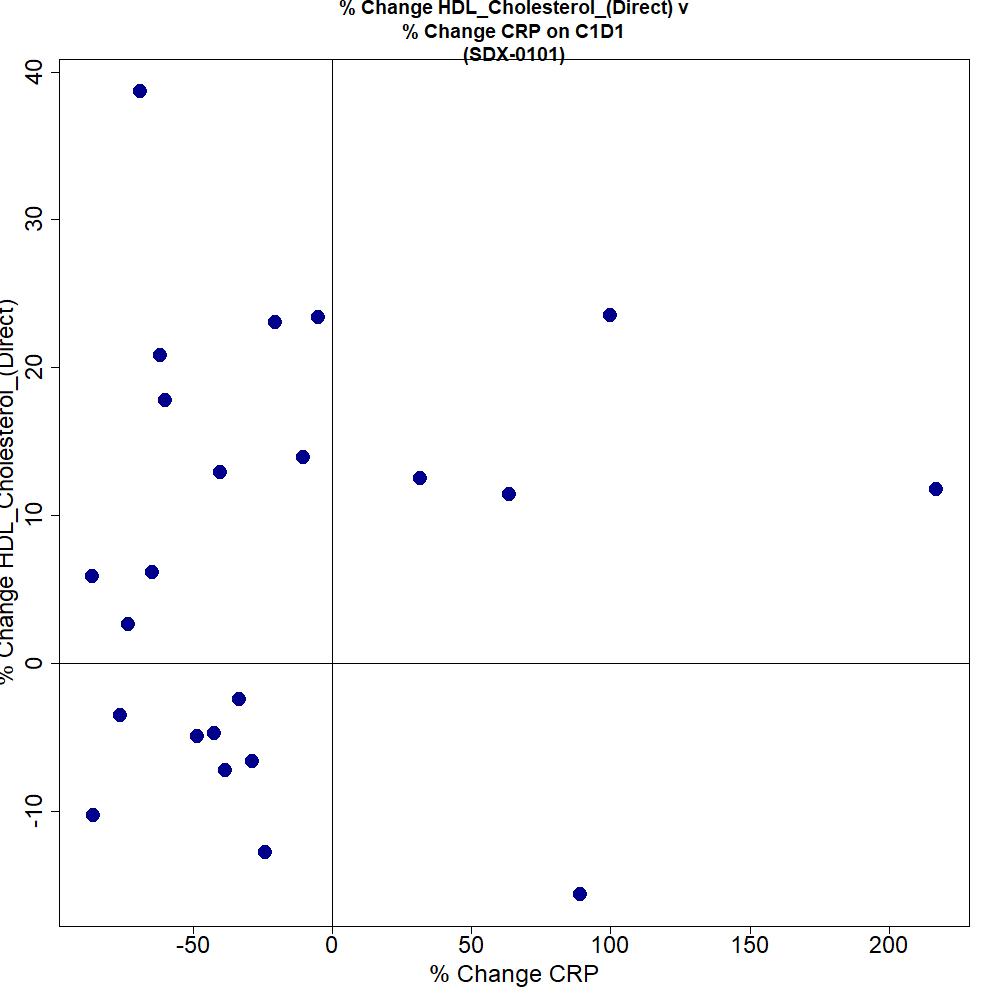 % Change HDL_Cholesterol_(Direct) v
% Change CRP on C1D1
(SDX-0101)
% Change HDL_Cholesterol_(Direct)
40
30
20
10
0
-10
-50
0
50
100
150
200
% Change CRP